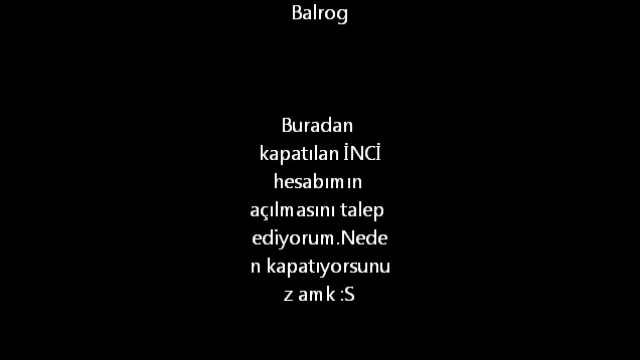 Balrog
Buradan
kapatılan İNCİ
hesabımın
açılmasını talep
ediyorum.Nede
n kapatıyorsunu
z amk :S